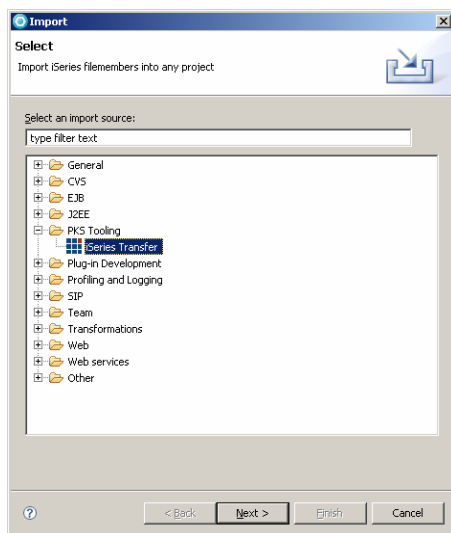 Import
Select
Import iSeries filemembers into any project
Select an import source:
type filter text
General
CVS
EJB
J2EE
PKS Tooling
iSeries Transfer
Plug-in Development
Profiling and Logging
SIP
Team
Transformations
Web
Web services
Other
? < Back Next > Finish Cancel